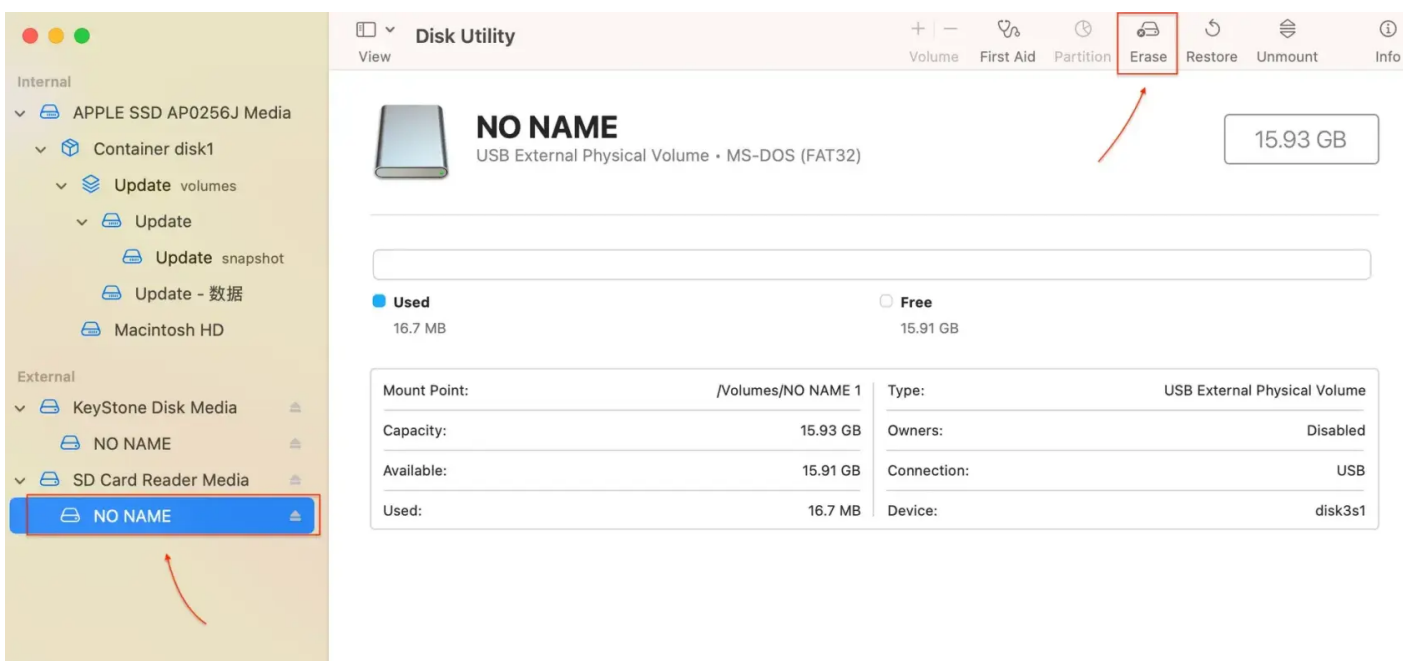 Disk Utility
View
Volume
First Aid
Partition
Erase
Restore
Unmount
Info
Internal
APPLE SSD AP0256J Media
Container disk1
Update volumes
Update
Update snapshot
Update - 数据
Macintosh HD
External
KeyStone Disk Media
NO NAME
SD Card Reader Media
NO NAME
NO NAME
USB External Physical Volume • MS-DOS (FAT32)
15.93 GB
Used
16.7 MB
Free
15.91 GB
Mount Point: /Volumes/NO NAME 1
Capacity: 15.93 GB
Available: 15.91 GB
Used: 16.7 MB
Type: USB External Physical Volume
Owners: Disabled
Connection: USB
Device: disk3s1